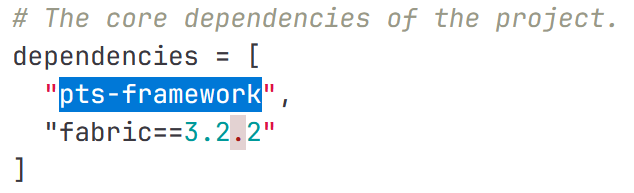 # The core dependencies of the project.
dependencies = [
  "pts-framework",
  "fabric==3.2.2"
]